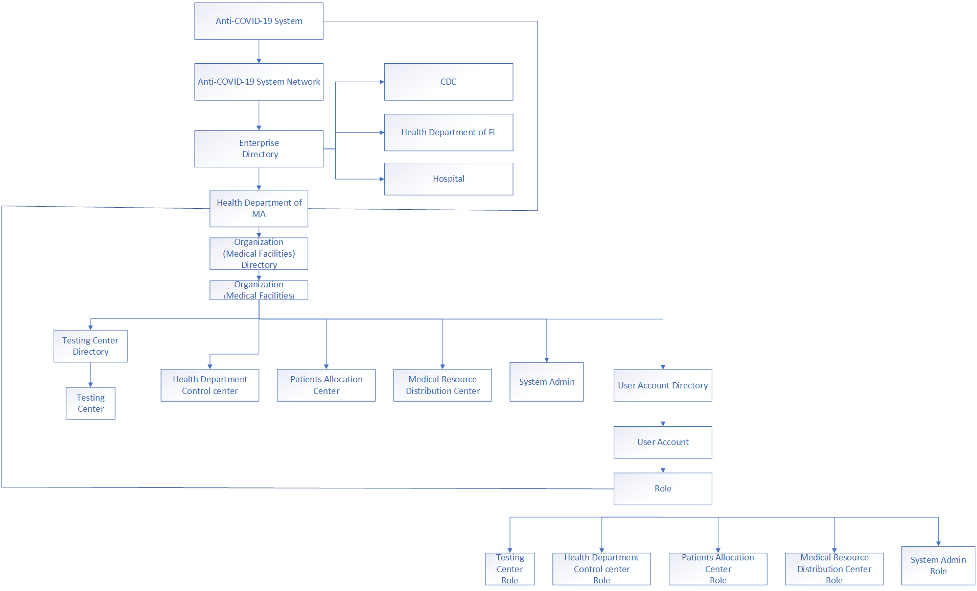 Anti-COVID-19 System
Anti-COVID-19 System Network
CDC
Health Department of FL
Enterprise
Directory
Hospital
Health Department of
MA
Organization
(Medical Facilities)
Directory
Organization
(Medical Facilities)
Testing Center
Directory
Testing
Center
Health Department
Control center
Patients Allocation
Center
Medical Resource
Distribution Center
System Admin
User Account Directory
User Account
Role
Testing
Center
Role
Health Department
Control center
Role
Patients Allocation
Center
Role
Medical Resource
Distribution Center
Role
System Admin
Role